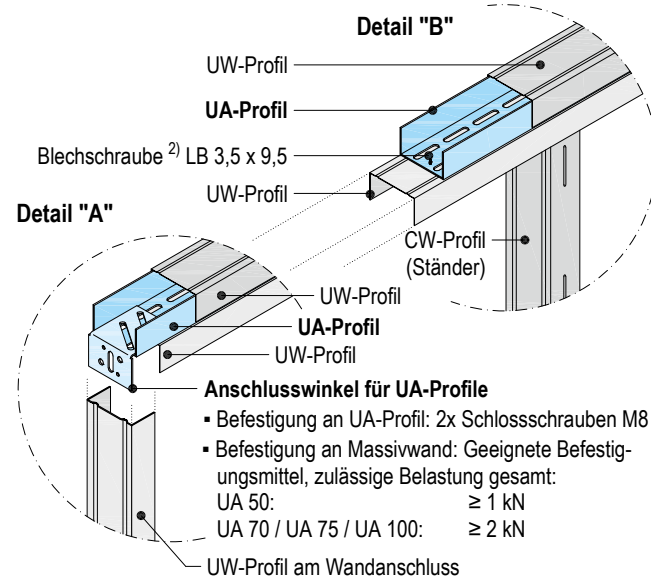 Detail "B"
UW-Profil
UA-Profil
Blechschraube ²⁾ LB 3,5 x 9,5
UW-Profil
Detail "A"
CW-Profil
(Ständer)
UW-Profil
UA-Profil
UW-Profil
Anschlusswinkel für UA-Profile
▪ Befestigung an UA-Profil: 2x Schlossschrauben M8
▪ Befestigung an Massivwand: Geeignete Befestig-
ungsmittel, zulässige Belastung gesamt:
UA 50: ≥ 1 kN
UA 70 / UA 75 / UA 100: ≥ 2 kN
UW-Profil am Wandanschluss